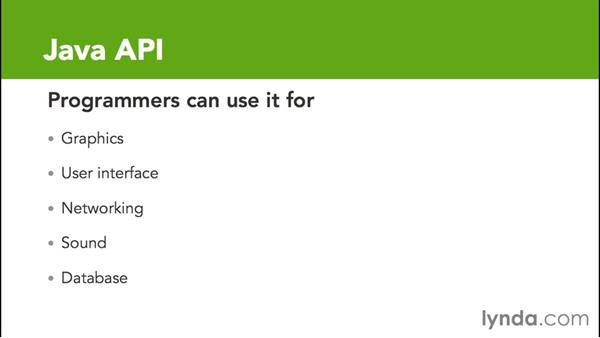 Java API
Programmers can use it for
• Graphics
• User interface
• Networking
• Sound
• Database
lynda.com